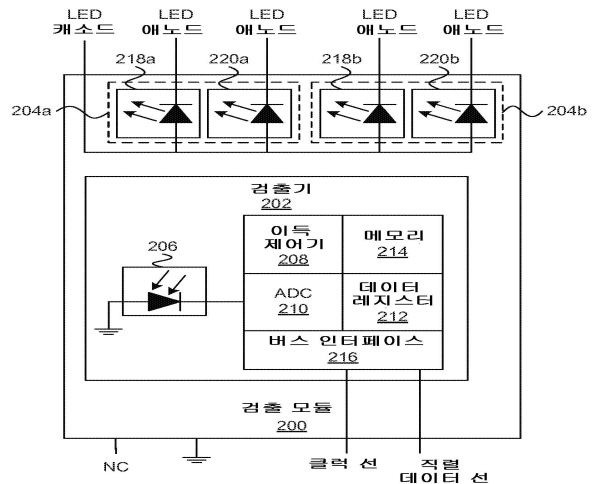 LED 캐소드
LED 애노드
LED 애노드
LED 애노드
LED 애노드
218a
220a
218b
220b
204a
204b
검출기
202
206
이득
제어기
208
메모리
214
ADC
210
데이터
레지스터
212
버스 인터페이스
216
검출 모듈
200
NC
클럭 선
직렬
데이터 선